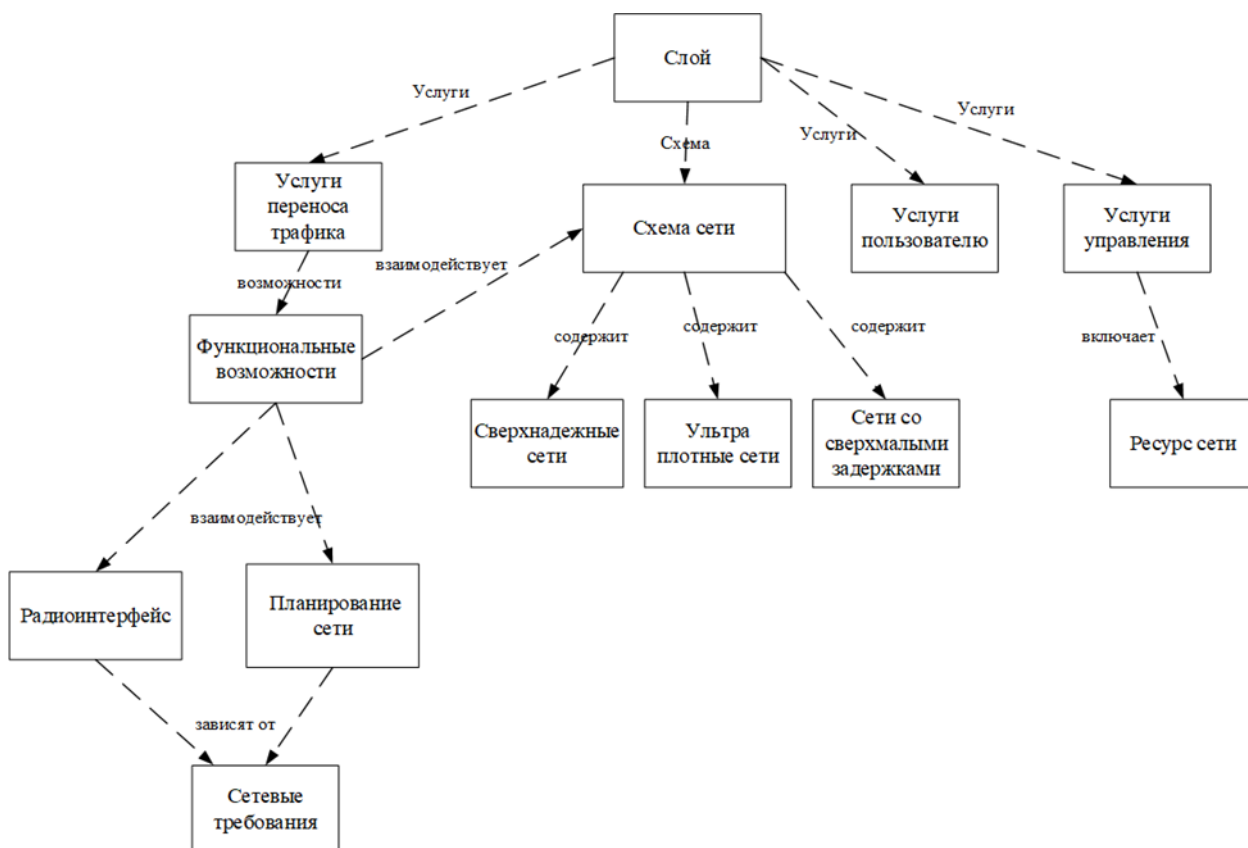 Слой
Услуги
Услуги
Услуги
Схема
Услуги
переноса
трафика
Схема сети
Услуги
пользователю
Услуги
управления
взаимодействует
возможности
Функциональные
возможности
содержит
содержит
содержит
включает
Сверхнадежные
сети
Ультра
плотные сети
Сети со
сверхмалыми
задержками
Ресурс сети
взаимодействует
Радиоинтерфейс
Планирование
сети
зависят от
Сетевые
требования